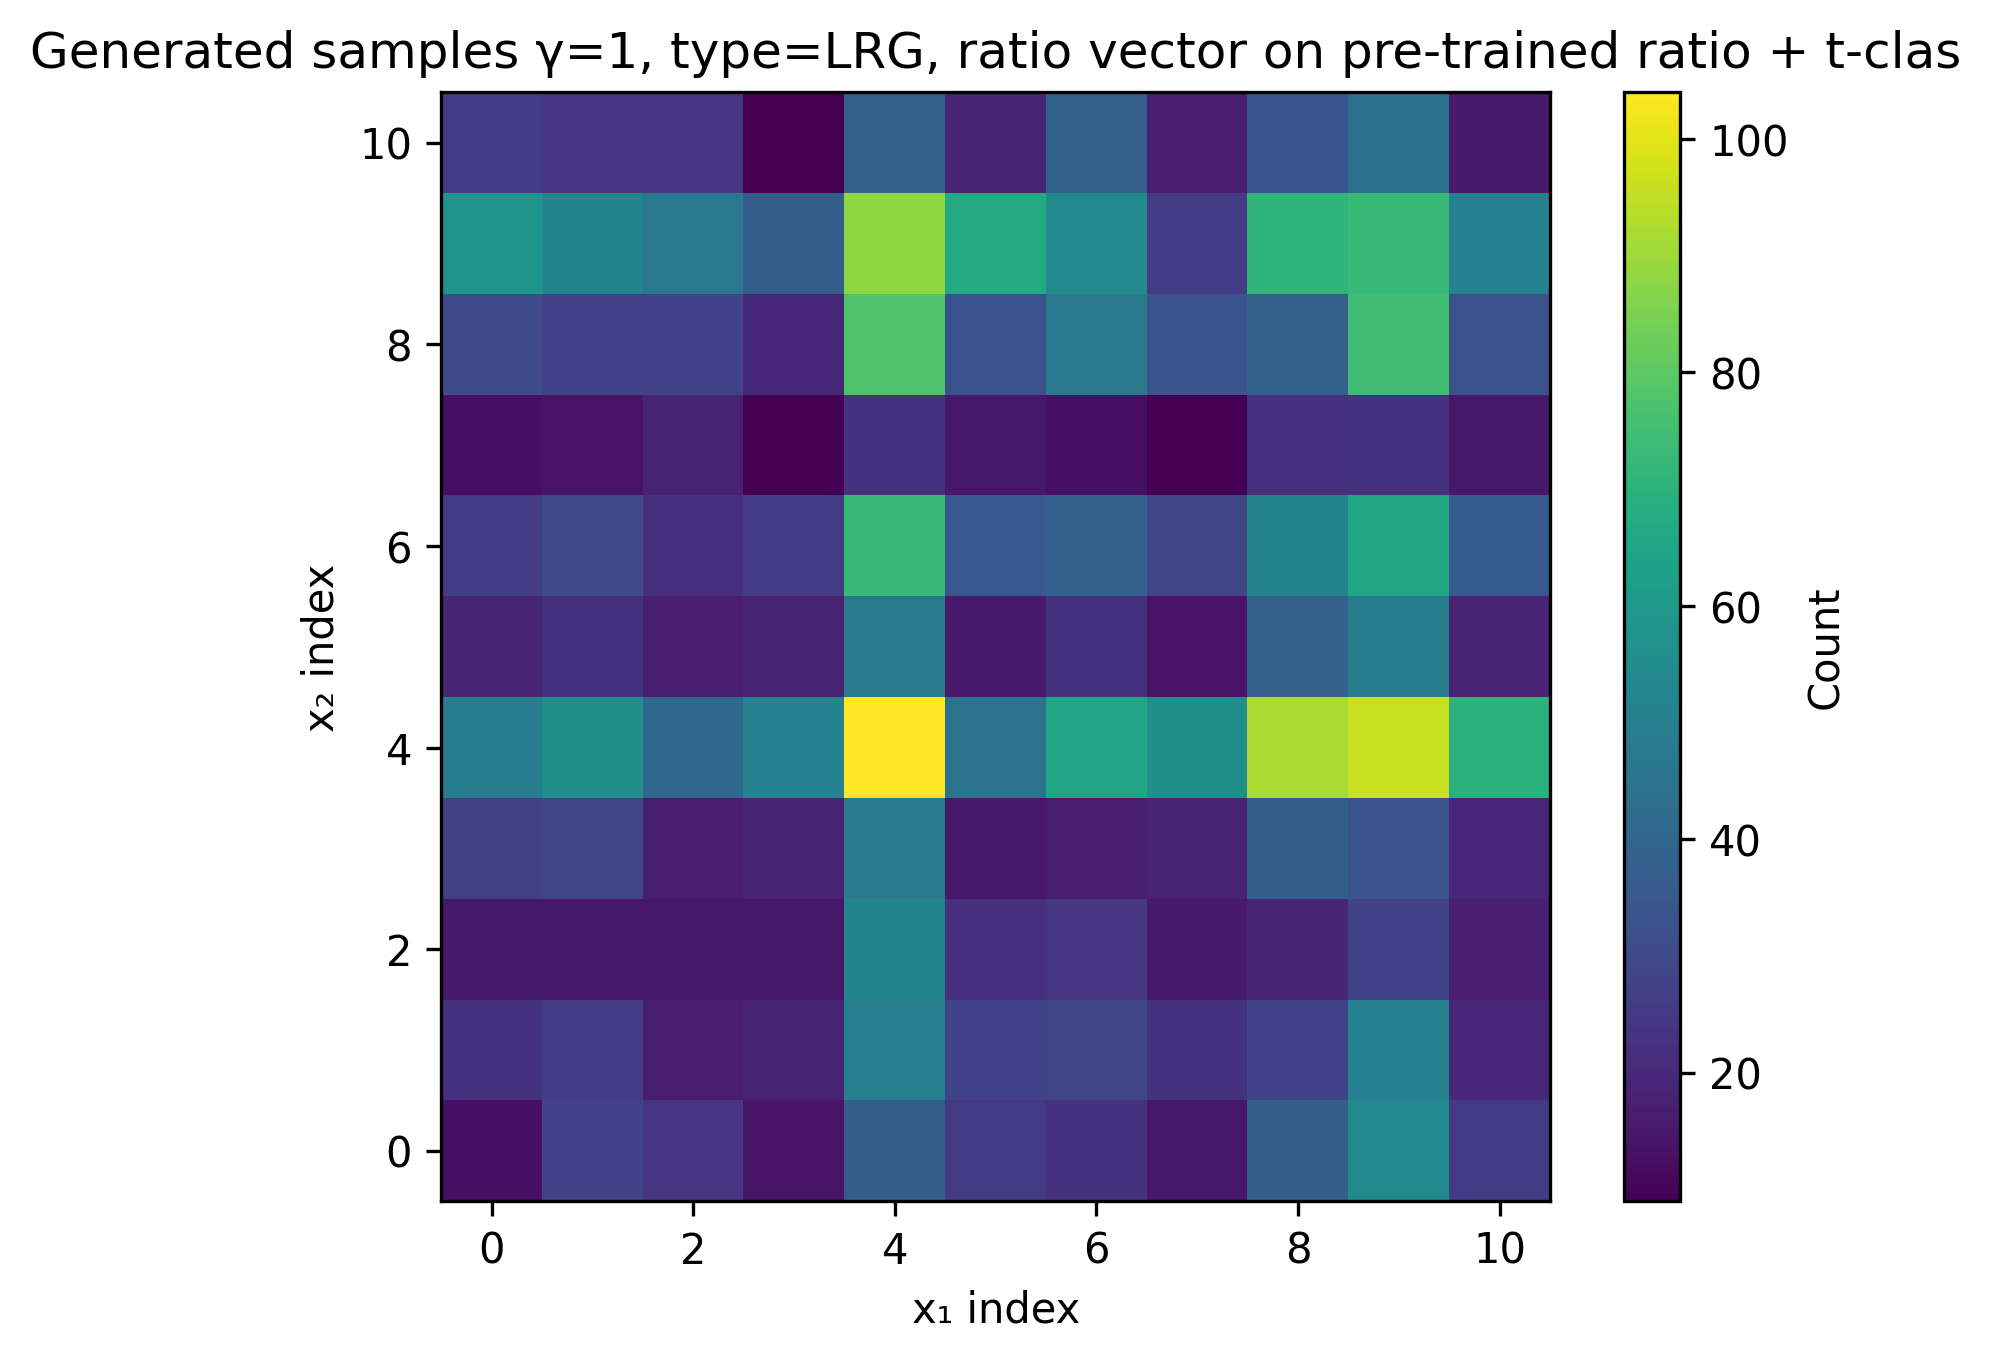 Generated samples γ=1, type=LRG, ratio vector on pre-trained ratio + t-clas
10
8
6
4
2
0
x₂ index
0 2 4 6 8 10
x₁ index
100
80
60
40
20
Count